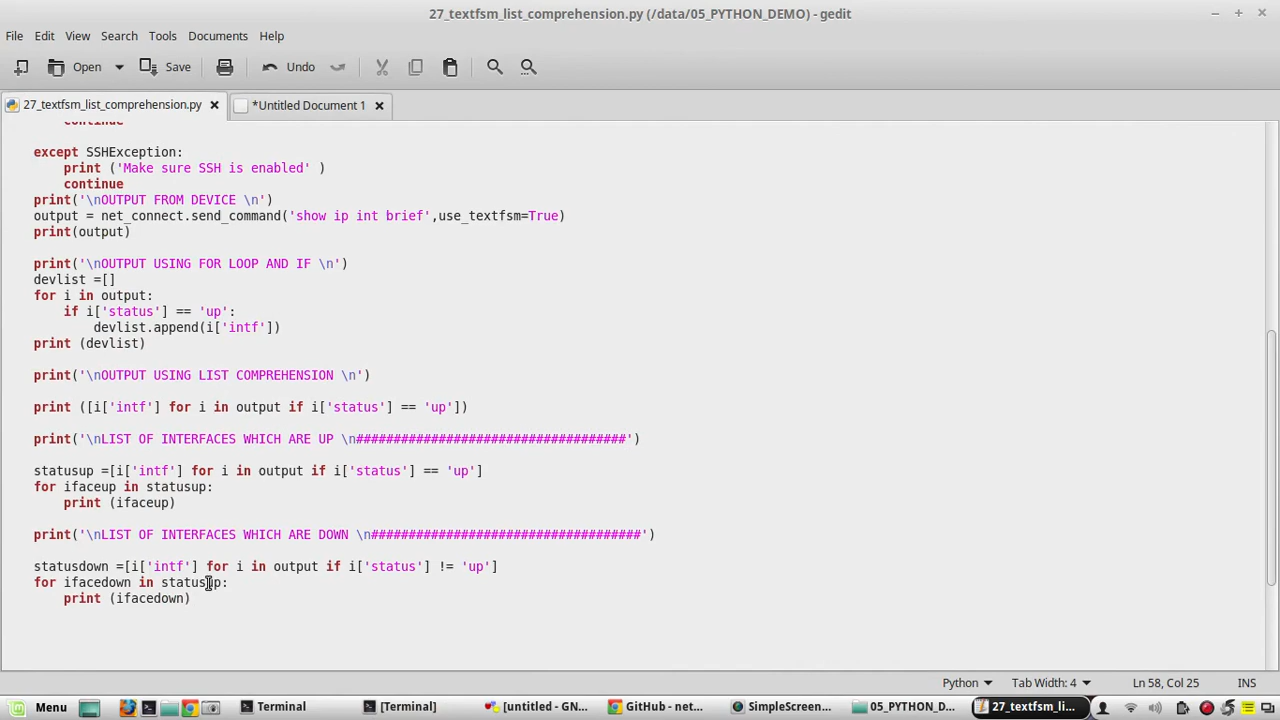 27_textfsm_list_comprehension.py (/data/05_PYTHON_DEMO) - gedit
File Edit View Search Tools Documents Help
Open Save Undo
27_textfsm_list_comprehension.py *Untitled Document 1
continue
except SSHException:
print ('Make sure SSH is enabled' )
continue
print('\nOUTPUT FROM DEVICE \n')
output = net_connect.send_command('show ip int brief',use_textfsm=True)
print(output)
print('\nOUTPUT USING FOR LOOP AND IF \n')
devlist =[]
for i in output:
if i['status'] == 'up':
devlist.append(i['intf'])
print (devlist)
print('\nOUTPUT USING LIST COMPREHENSION \n')
print ([i['intf'] for i in output if i['status'] == 'up'])
print('\nLIST OF INTERFACES WHICH ARE UP \n####################################')
statusup =[i['intf'] for i in output if i['status'] == 'up']
for ifaceup in statusup:
print (ifaceup)
print('\nLIST OF INTERFACES WHICH ARE DOWN \n####################################')
statusdown =[i['intf'] for i in output if i['status'] != 'up']
for ifacedown in statusup:
print (ifacedown)
Python Tab Width: 4 Ln 58, Col 25 INS
Menu Terminal [Terminal] [untitled - GN... GitHub - net... SimpleScreen... 05_PYTHON_D... 27_textfsm_li...